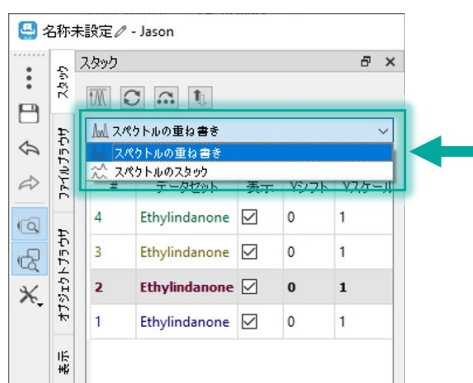 名称未設定 - Jason
スタック
スペクトルの重ね書き
スペクトルの重ね書き
スペクトルのスタック
# データセット 表示 Yシフト Yスケール
4 Ethylindanone 0 1
3 Ethylindanone 0 1
2 Ethylindanone 0 1
1 Ethylindanone 0 1
スタック
ファイルブラウザ
オブジェクトブラウザ
表示